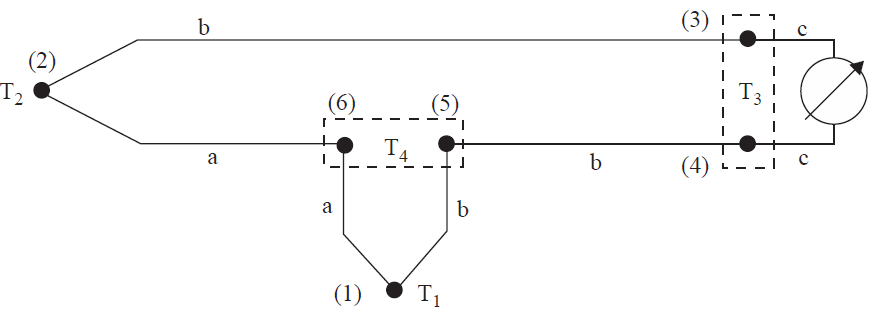 b
(3)
c
(2)
T2
(6)
(5)
T3
T4
a
b
(4)
c
a
b
(1)
T1